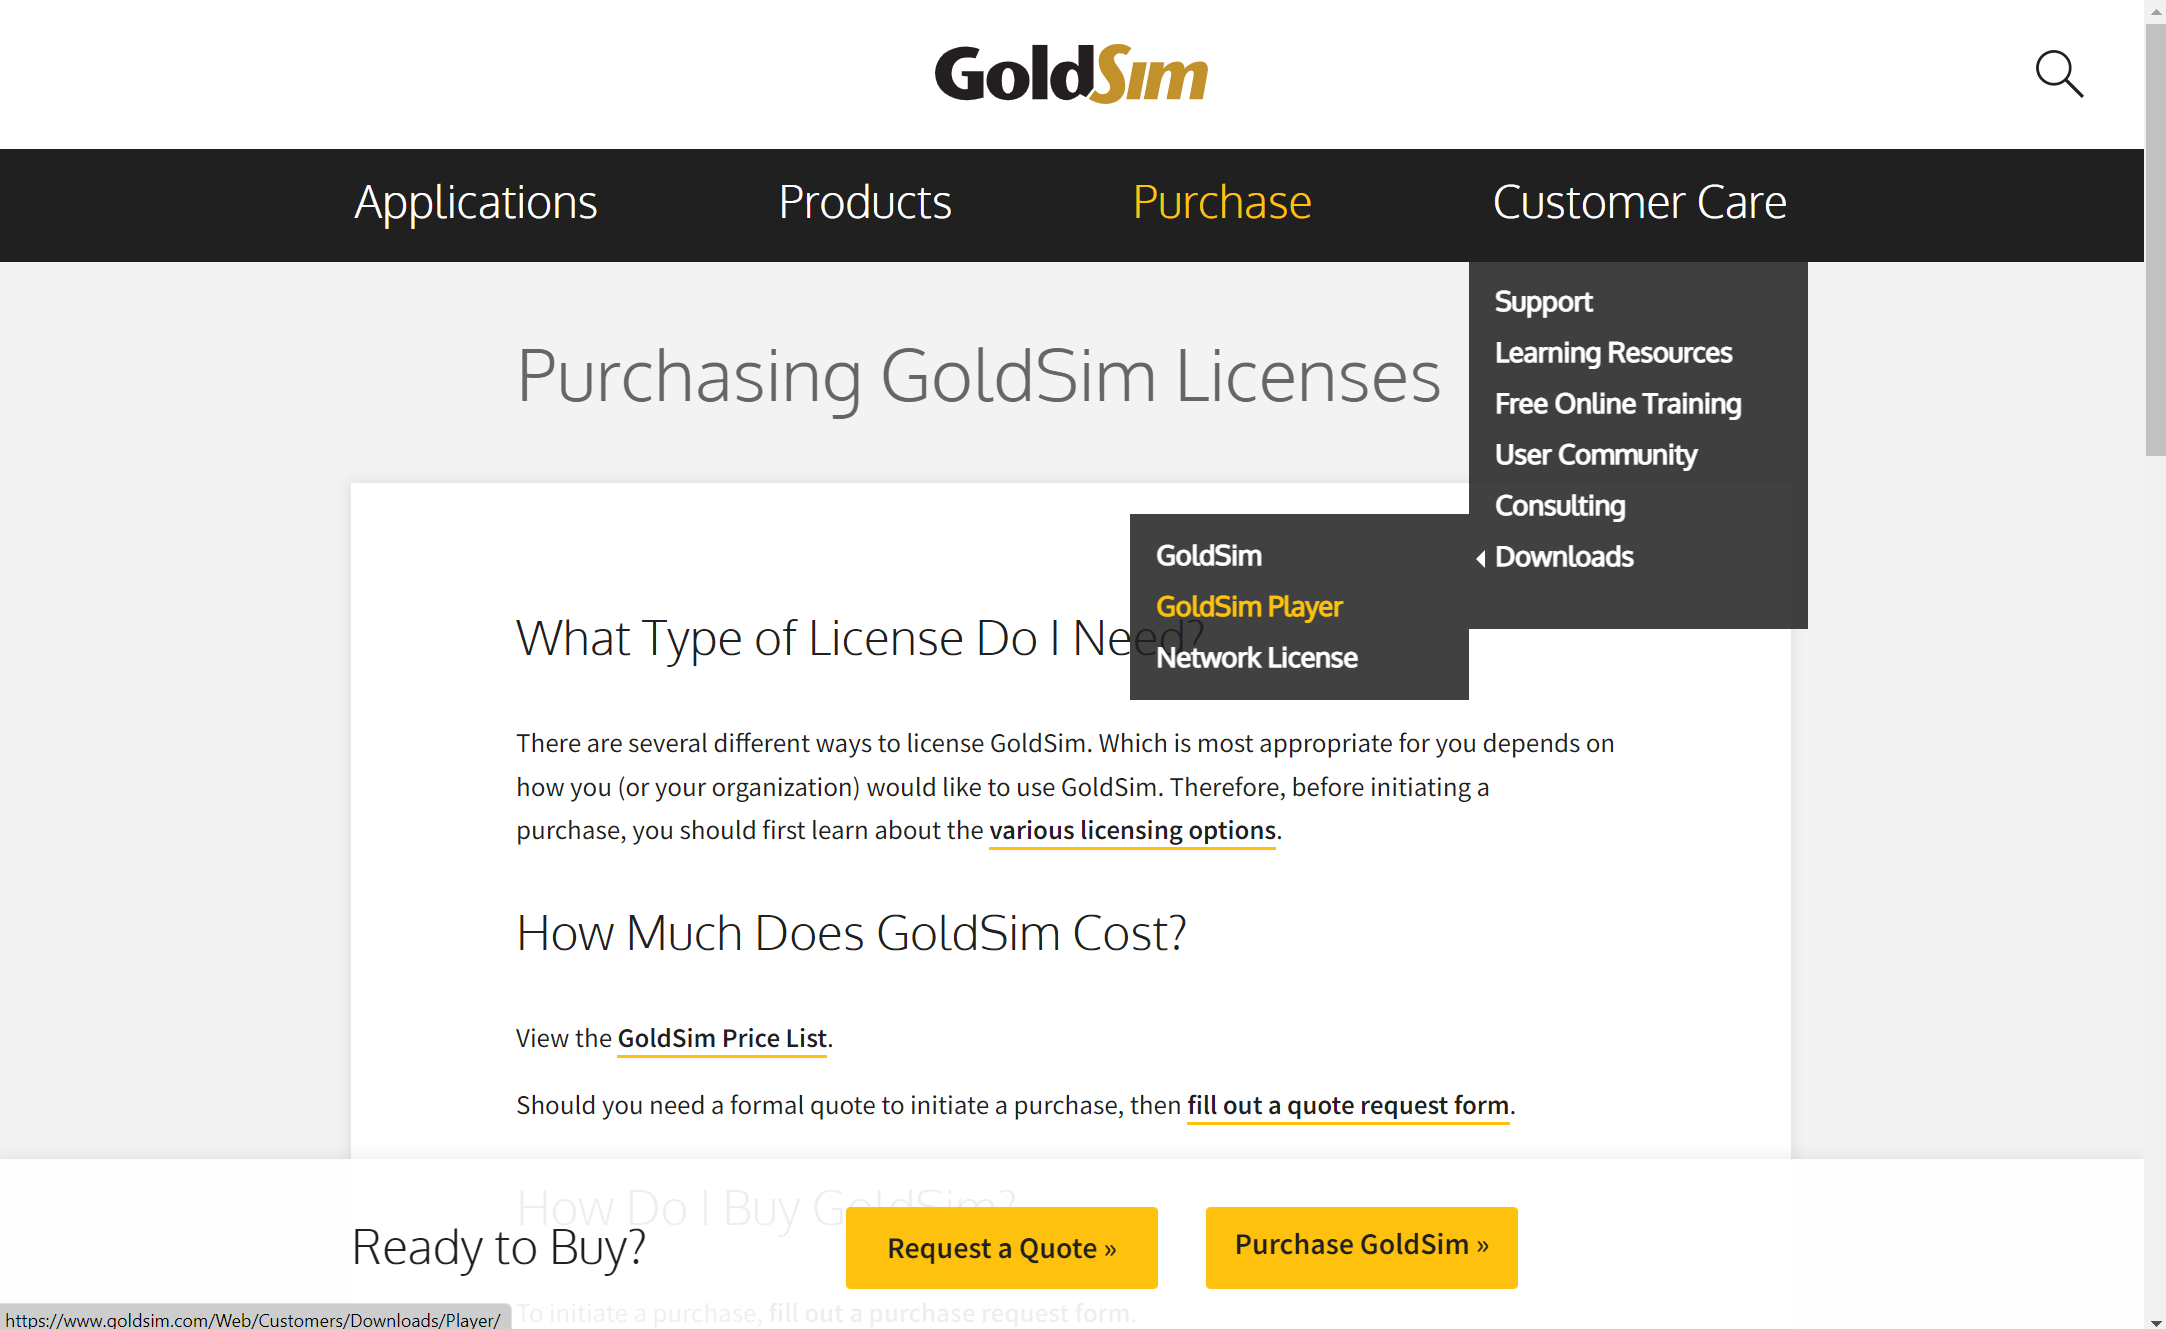 GoldSim
Applications
Products
Purchase
Customer Care
Support
Learning Resources
Free Online Training
User Community
Consulting
Downloads
GoldSim
GoldSim Player
Network License
Purchasing GoldSim Licenses
What Type of License Do I Need?
There are several different ways to license GoldSim. Which is most appropriate for you depends on
how you (or your organization) would like to use GoldSim. Therefore, before initiating a
purchase, you should first learn about the various licensing options.
How Much Does GoldSim Cost?
View the GoldSim Price List.
Should you need a formal quote to initiate a purchase, then fill out a quote request form.
How Do I Buy GoldSim?
Ready to Buy?
Request a Quote »
Purchase GoldSim »
To initiate a purchase, fill out a purchase request form.
https://www.goldsim.com/Web/Customers/Downloads/Player/